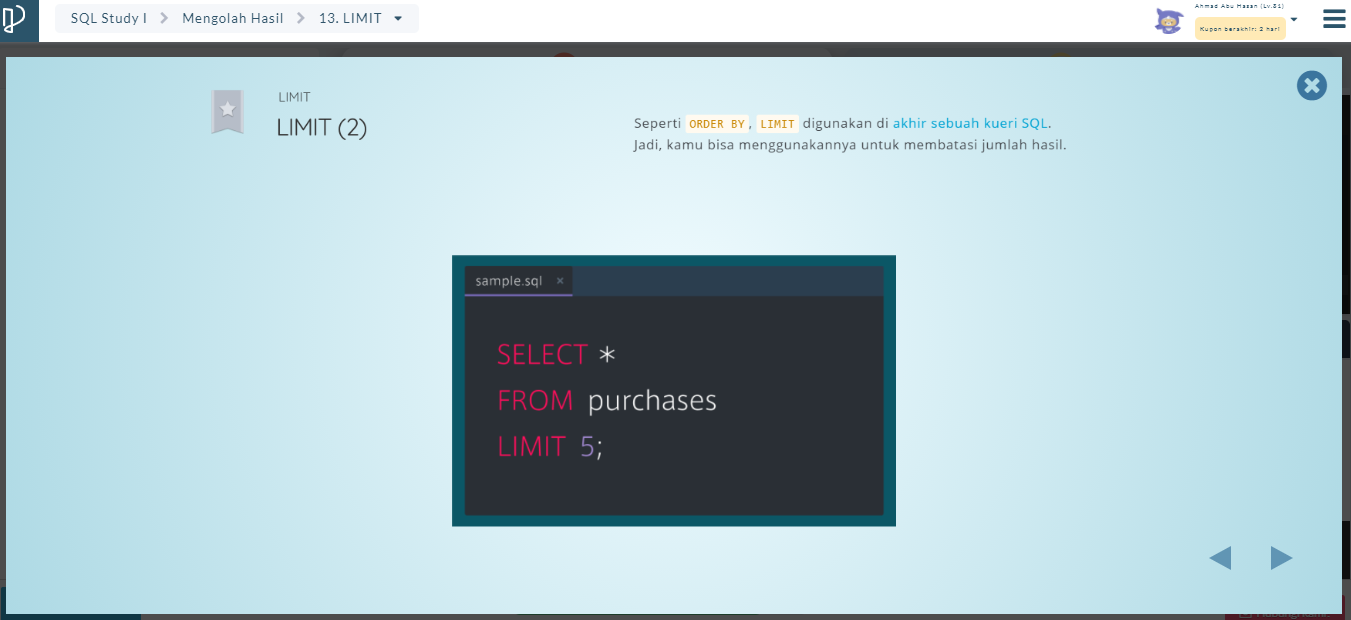 SQL Study I > Mengolah Hasil > 13. LIMIT
Ahmad Abu Hasan (Lv.51)
Kupon berakhir: 2 hari
LIMIT
LIMIT (2)
Seperti ORDER BY, LIMIT digunakan di akhir sebuah kueri SQL.
Jadi, kamu bisa menggunakannya untuk membatasi jumlah hasil.
sample.sql ×
SELECT *
FROM purchases
LIMIT 5;